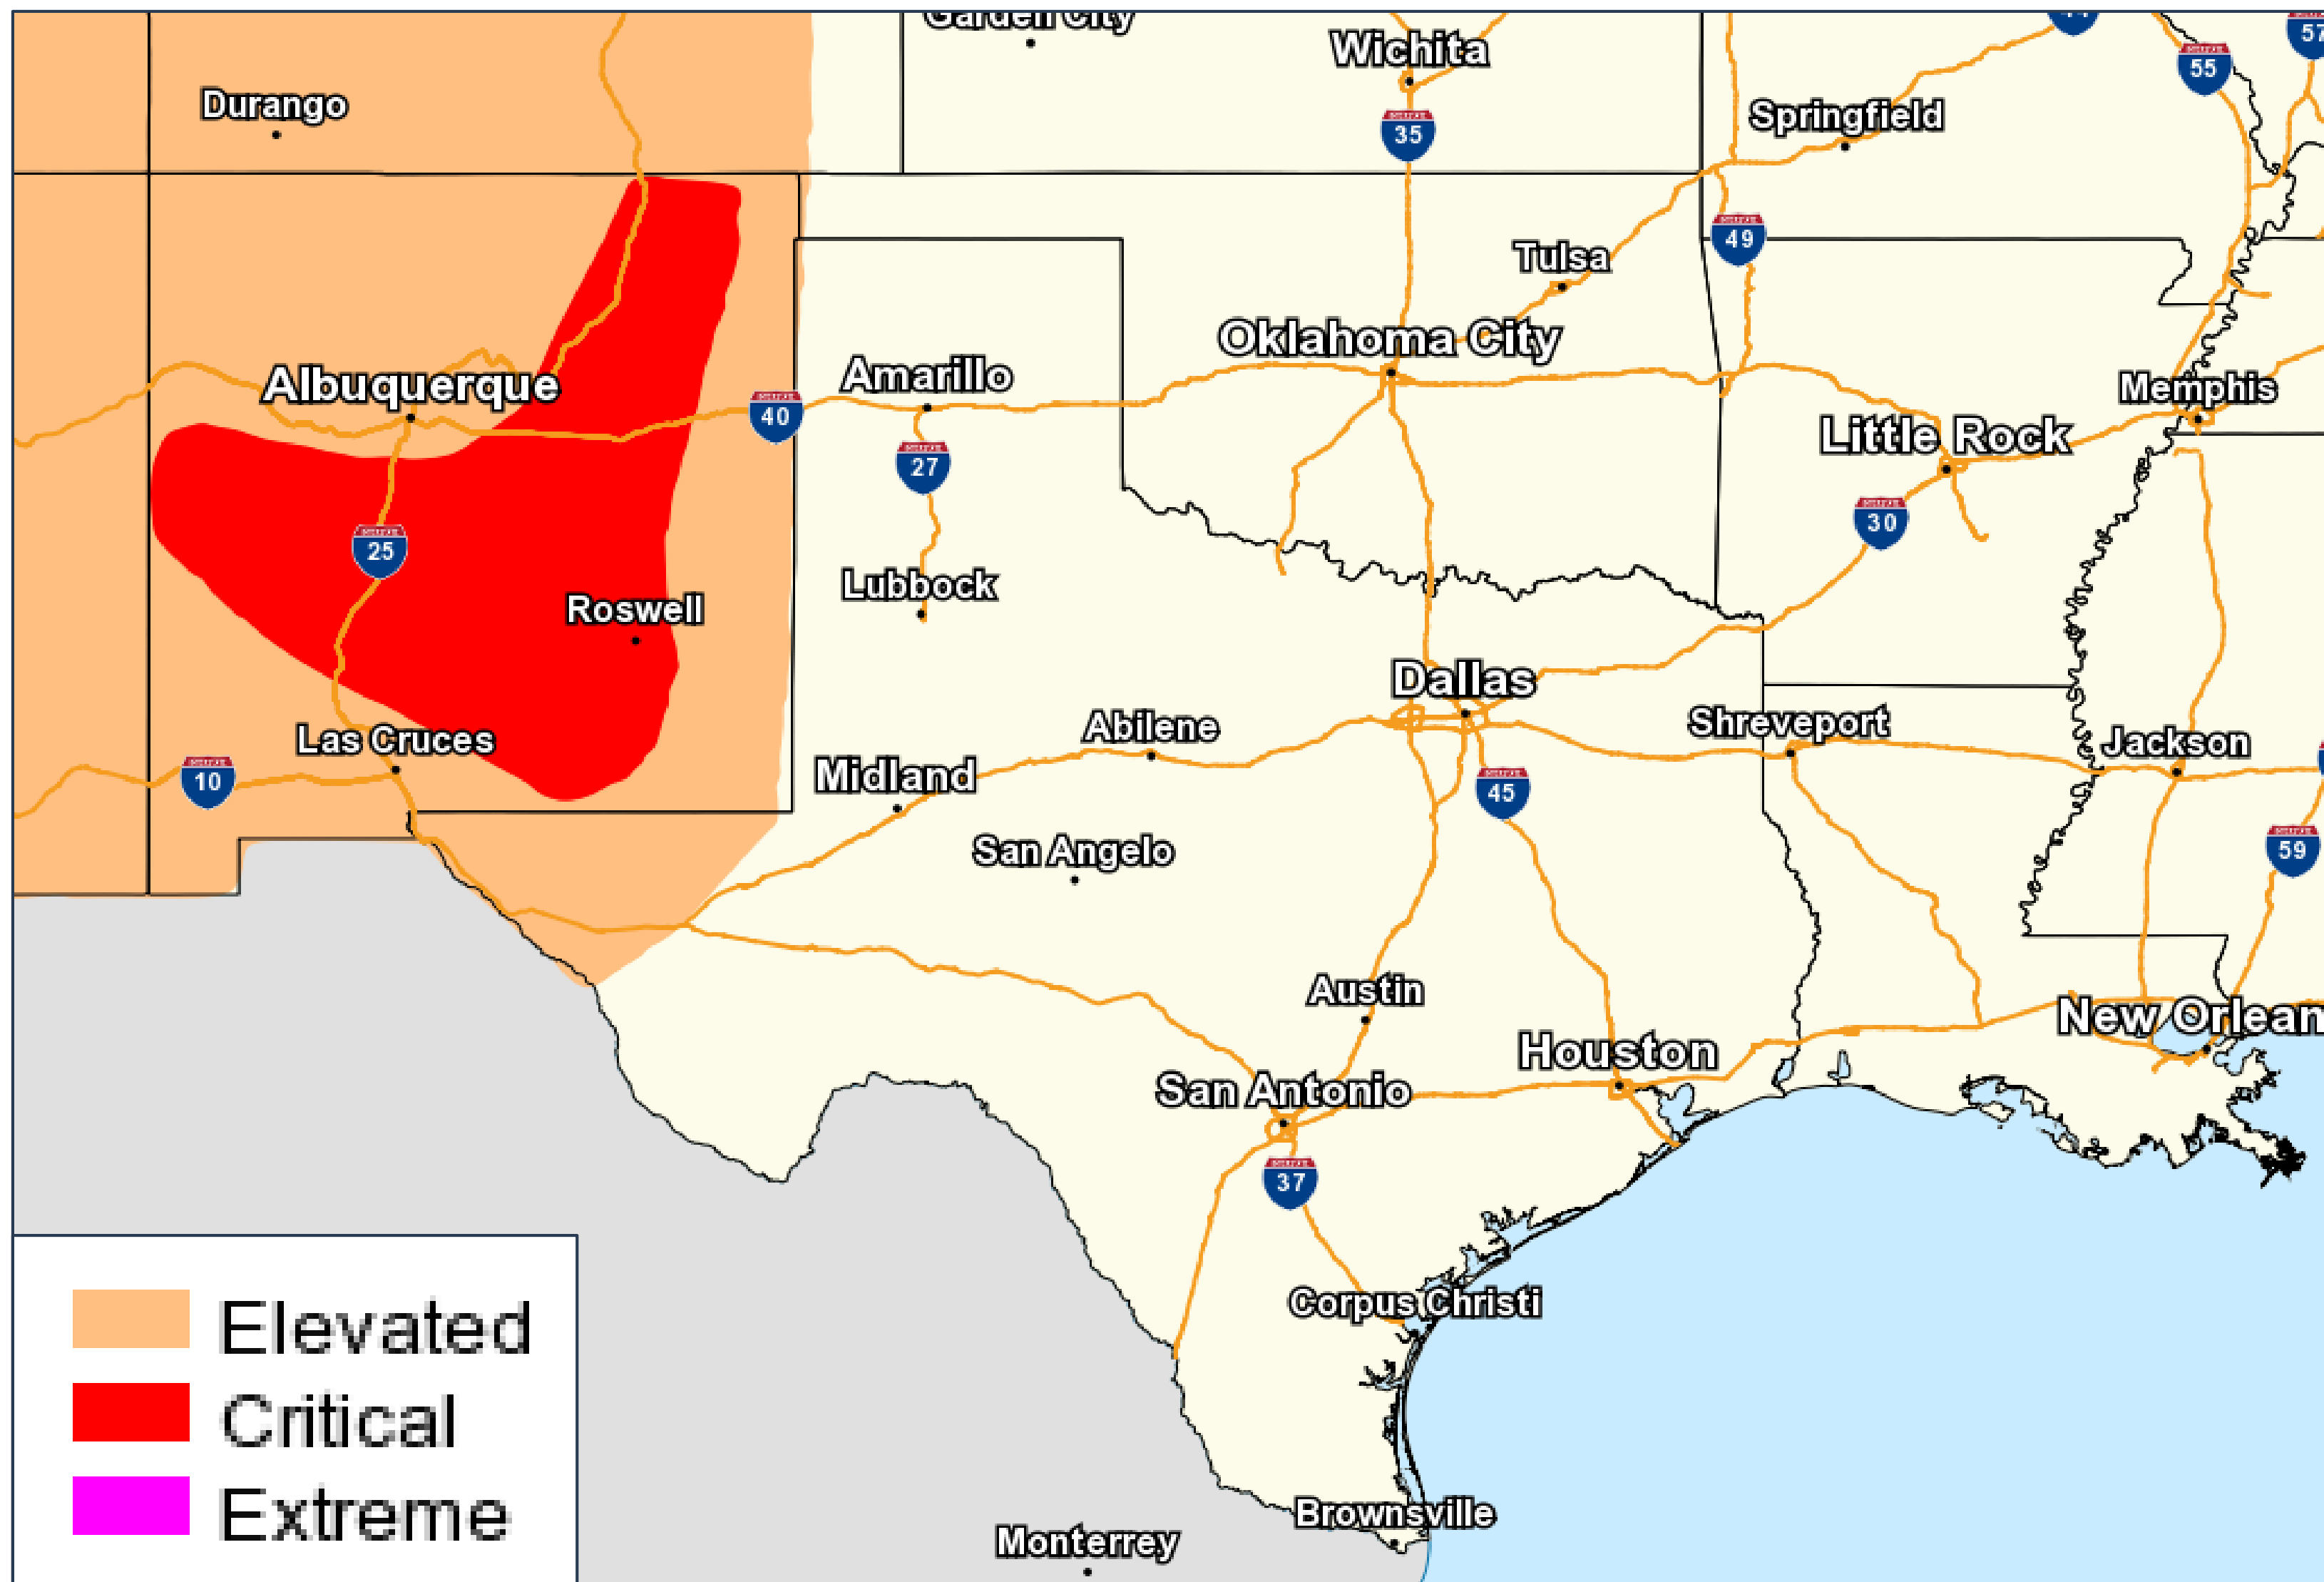 Garden City
Wichita
44
55
57
Durango
35
Springfield
49
Tulsa
Oklahoma City
Albuquerque
Amarillo
40
Memphis
27
Little Rock
30
25
Lubbock
Roswell
Dallas
Shreveport
Abilene
Las Cruces
Jackson
10
Midland
45
San Angelo
59
Austin
New Orlean
Houston
San Antonio
37
Corpus Christi
Elevated
Critical
Extreme
Brownsville
Monterrey